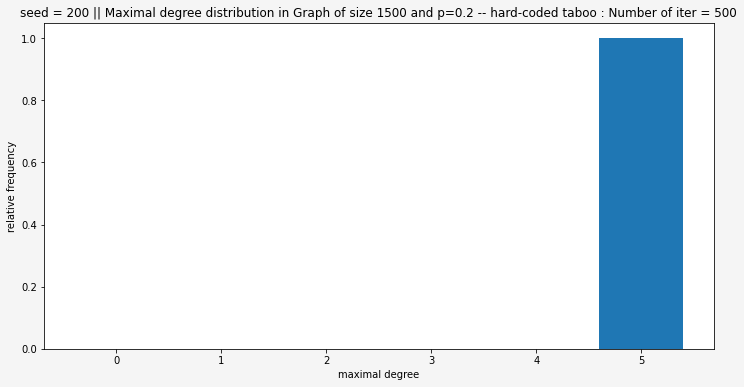 seed = 200 || Maximal degree distribution in Graph of size 1500 and p=0.2 -- hard-coded taboo : Number of iter = 500
1.0
0.8
0.6
0.4
0.2
0.0
relative frequency
0 1 2 3 4 5
maximal degree